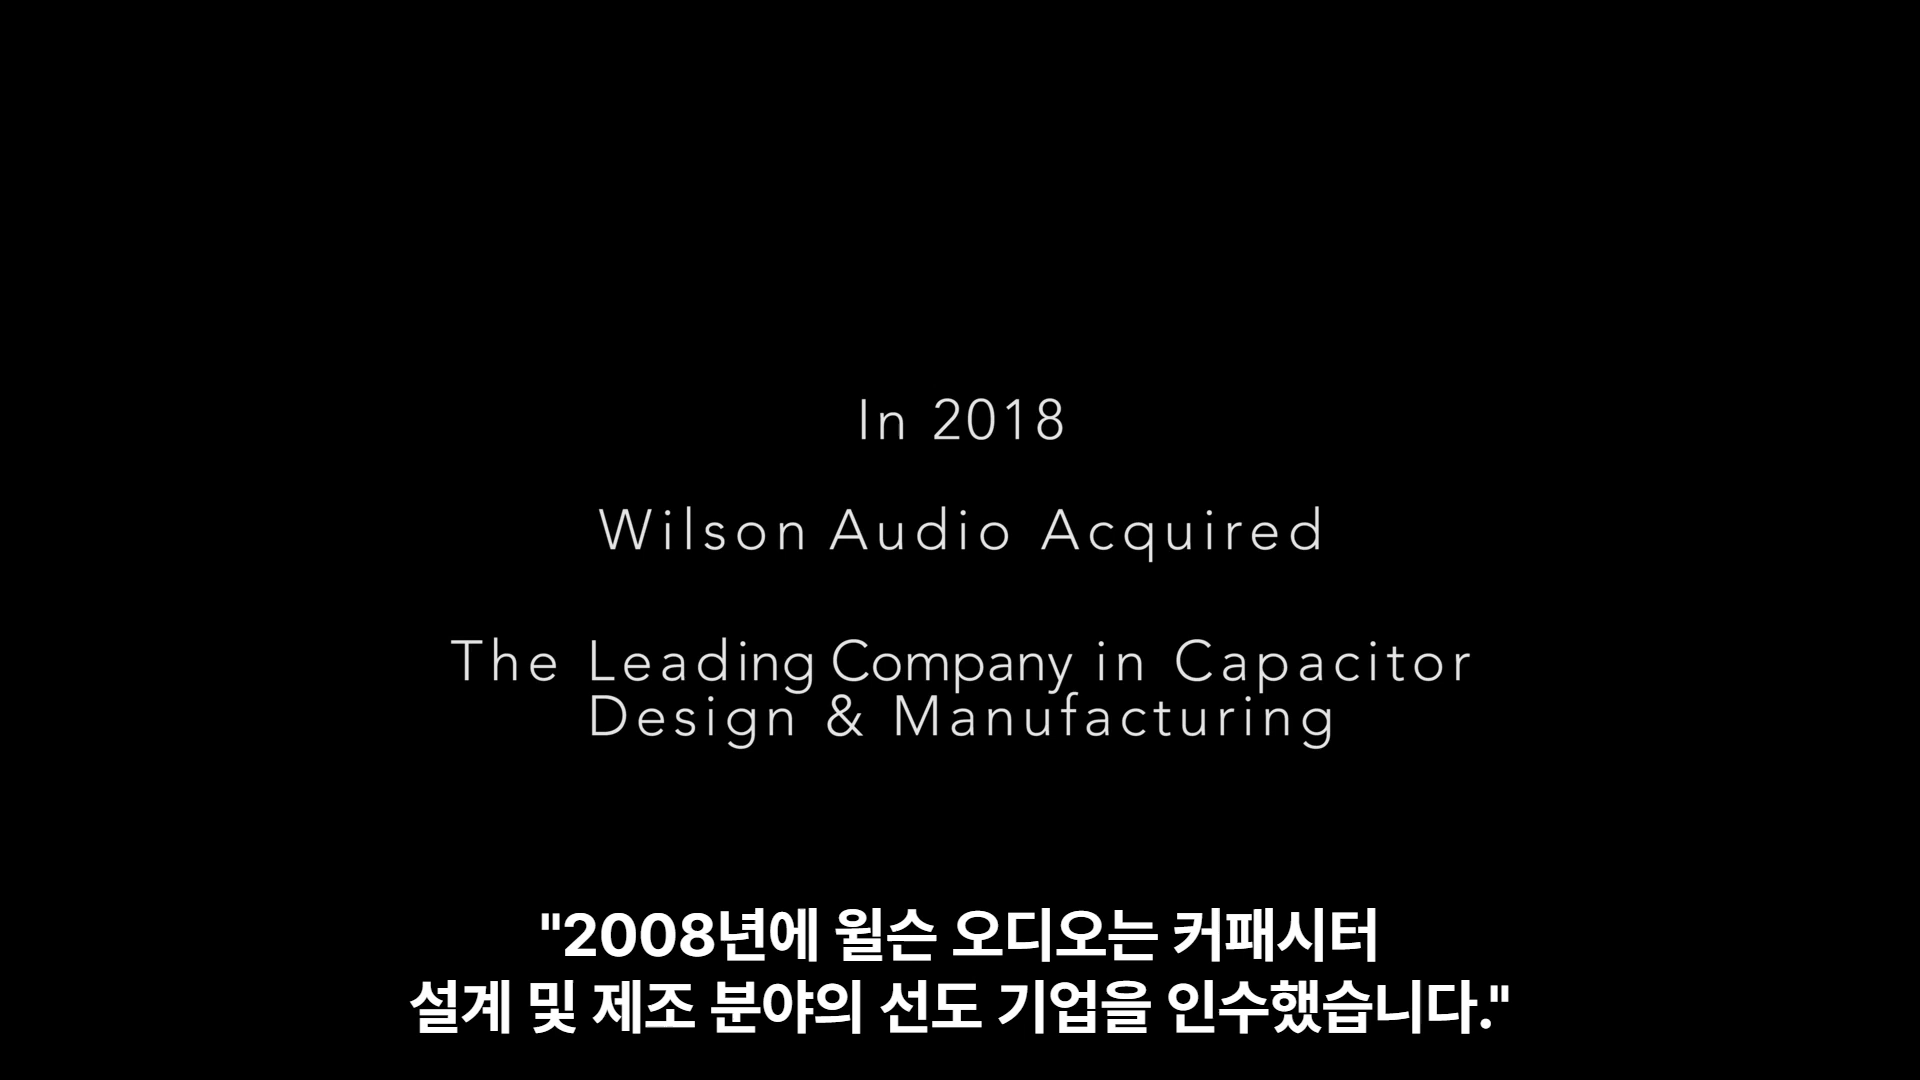 In 2018
Wilson Audio Acquired
The Leading Company in Capacitor
Design & Manufacturing
"2008년에 윌슨 오디오는 커패시터
설계 및 제조 분야의 선도 기업을 인수했습니다."